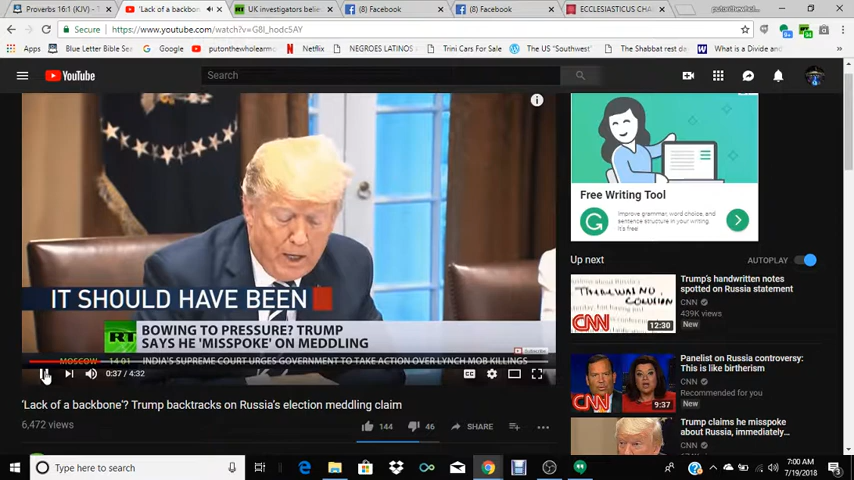 Proverbs 16:1 (KJV) -
'Lack of a backbon
UK investigators belie
(8) Facebook
(8) Facebook
ECCLESIASTICUS CHA
putonthewhol
Secure
https://www.youtube.com/watch?v=G8I_hodc5AY
Apps
Blue Letter Bible Sea
Google
putonthewholearmor
Netflix
NEGROES LATINOS
Trini Cars For Sale
The US "Southwest"
The Shabbat rest da
What is a Divide and
YouTube
Search
IT SHOULD HAVE BEEN
RT
BOWING TO PRESSURE? TRUMP
SAYS HE 'MISSPOKE' ON MEDDLING
Subscribe
MOSCOW 14:01 INDIA'S SUPREME COURT URGES GOVERNMENT TO TAKE ACTION OVER LYNCH MOB KILLINGS
0:37 / 4:32
'Lack of a backbone'? Trump backtracks on Russia's election meddling claim
6,472 views
144
46
SHARE
Free Writing Tool
Improve grammar, word choice, and
sentence structure in your writing.
It's free!
Up next
AUTOPLAY
Trump's handwritten notes
spotted on Russia statement
CNN
439K views
New
CNN
12:30
Panelist on Russia controversy:
This is like birtherism
CNN
Recommended for you
New
CNN
9:37
Trump claims he misspoke
about Russia, immediately...
CNN
Type here to search
7:00 AM
7/19/2018